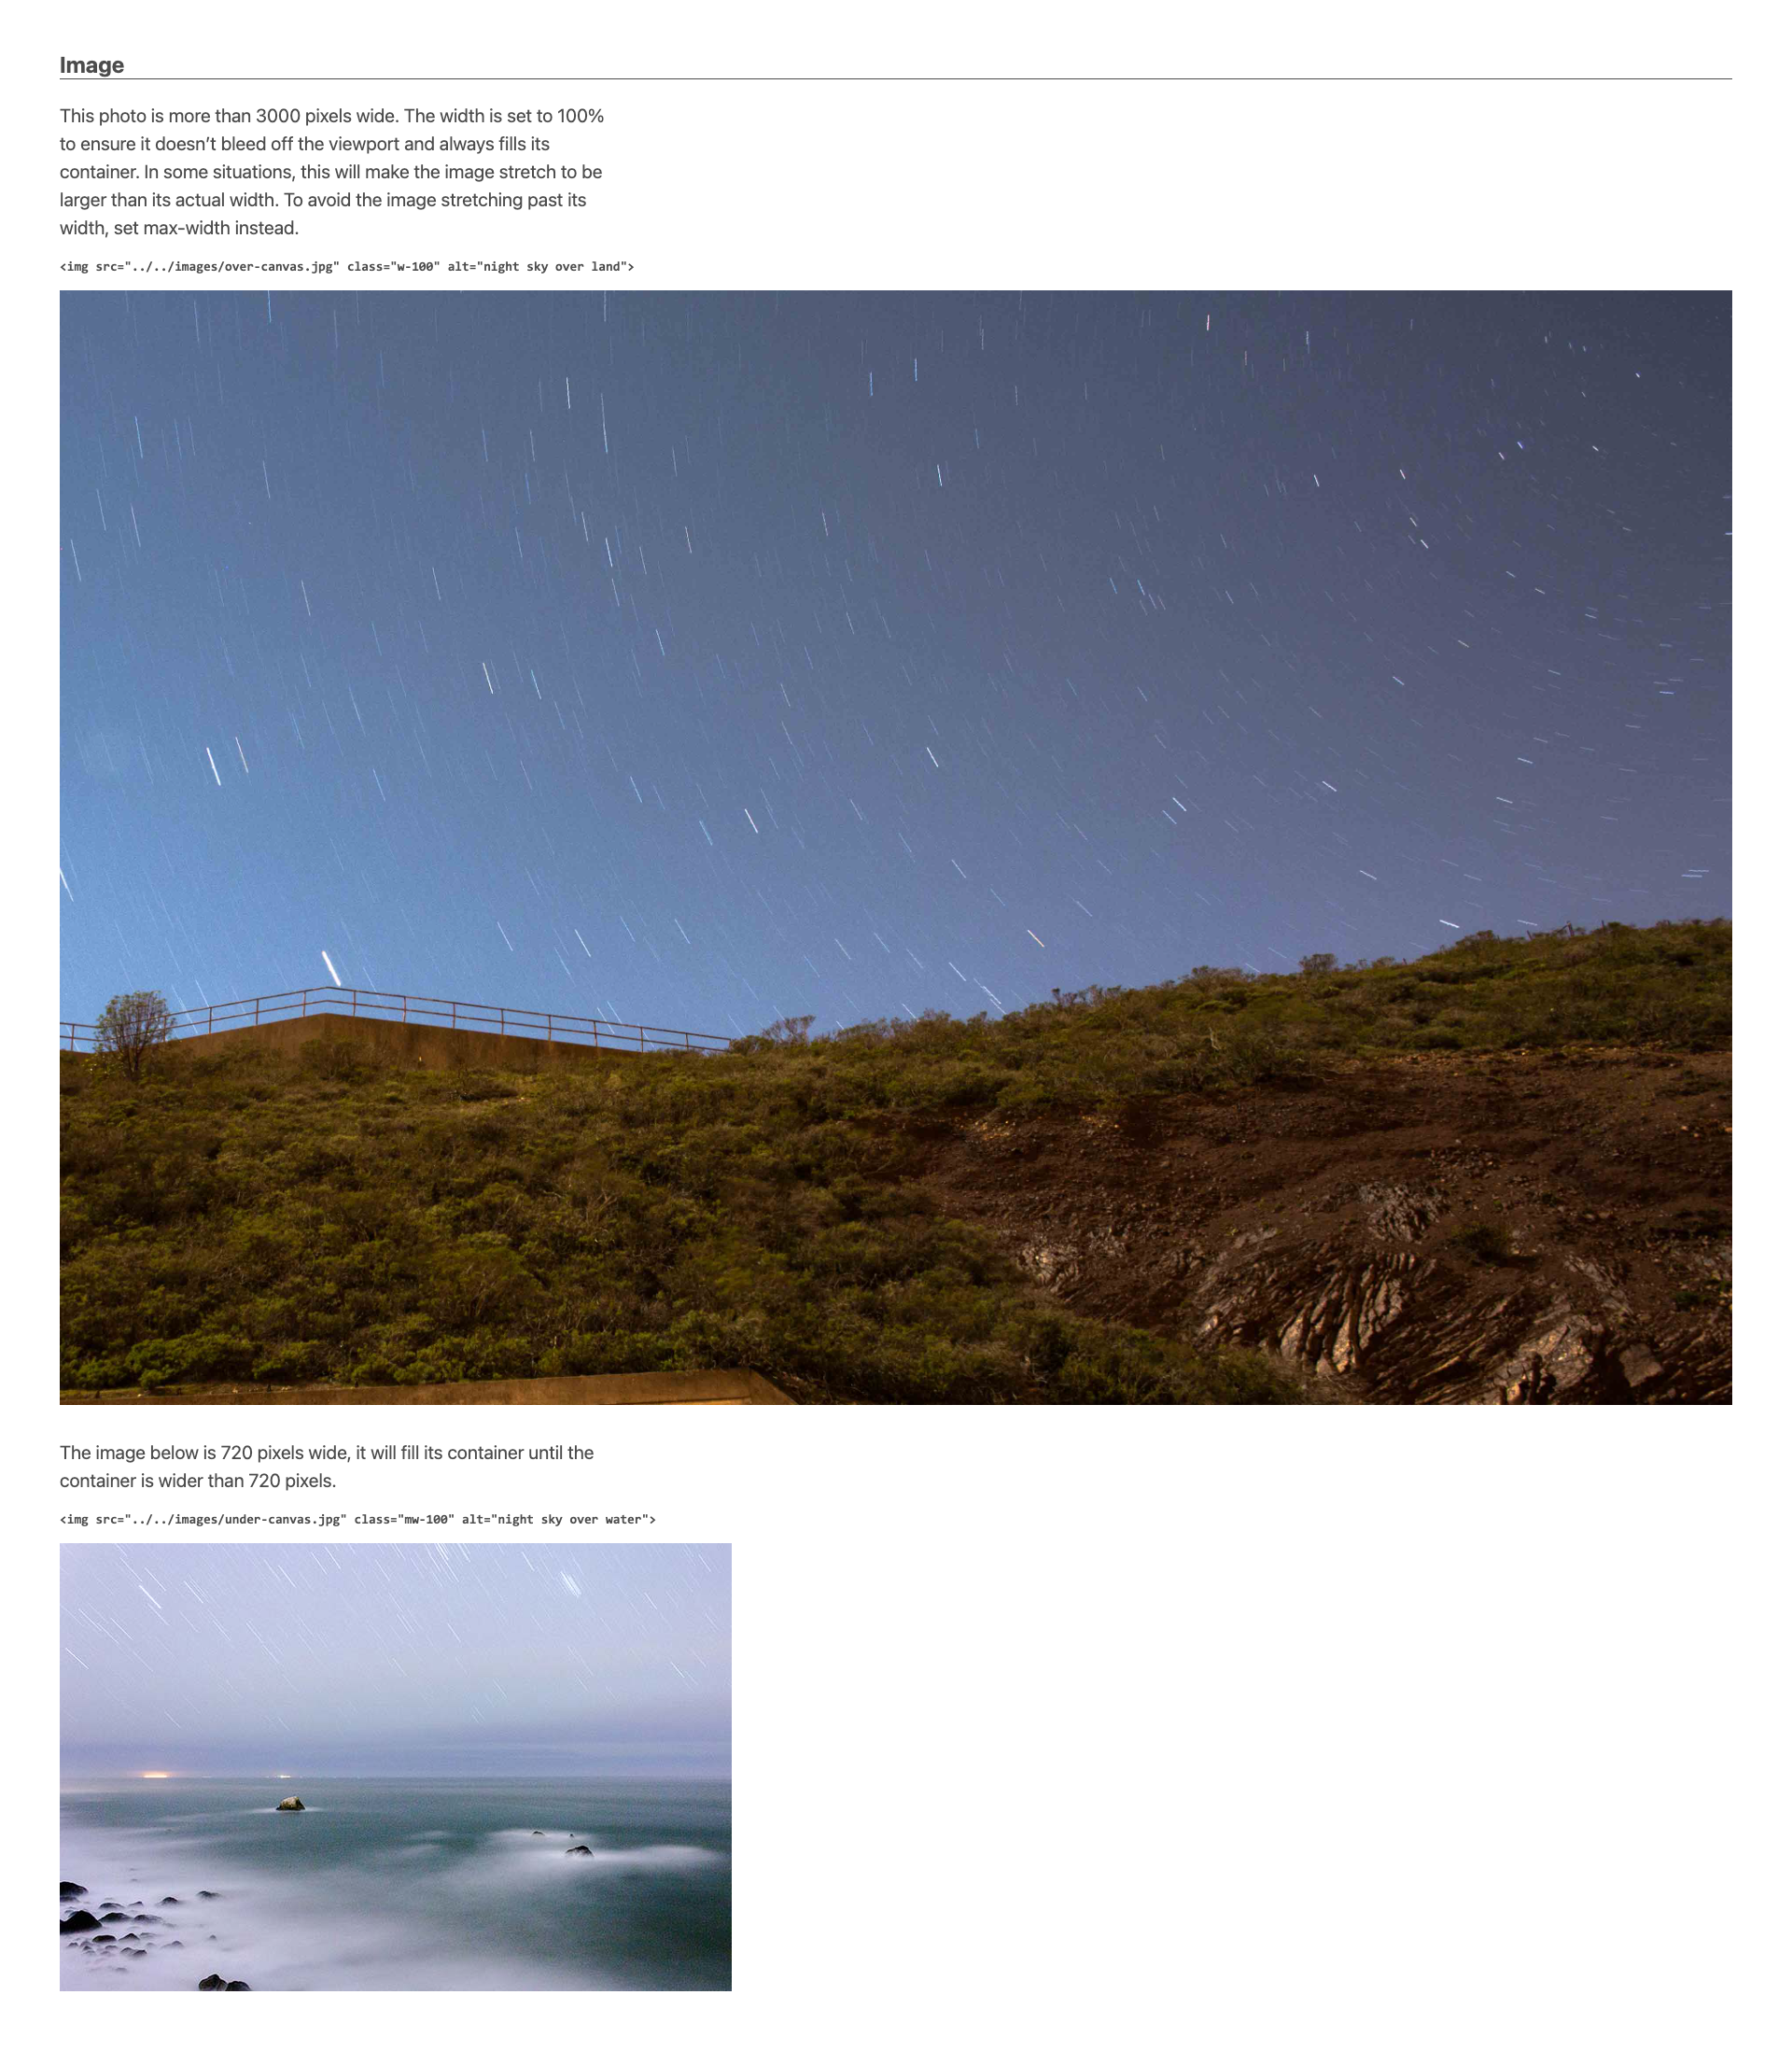 Image
This photo is more than 3000 pixels wide. The width is set to 100%
to ensure it doesn’t bleed off the viewport and always fills its
container. In some situations, this will make the image stretch to be
larger than its actual width. To avoid the image stretching past its
width, set max-width instead.
<img src="../../images/over-canvas.jpg" class="w-100" alt="night sky over land">
The image below is 720 pixels wide, it will fill its container until the
container is wider than 720 pixels.
<img src="../../images/under-canvas.jpg" class="mw-100" alt="night sky over water">